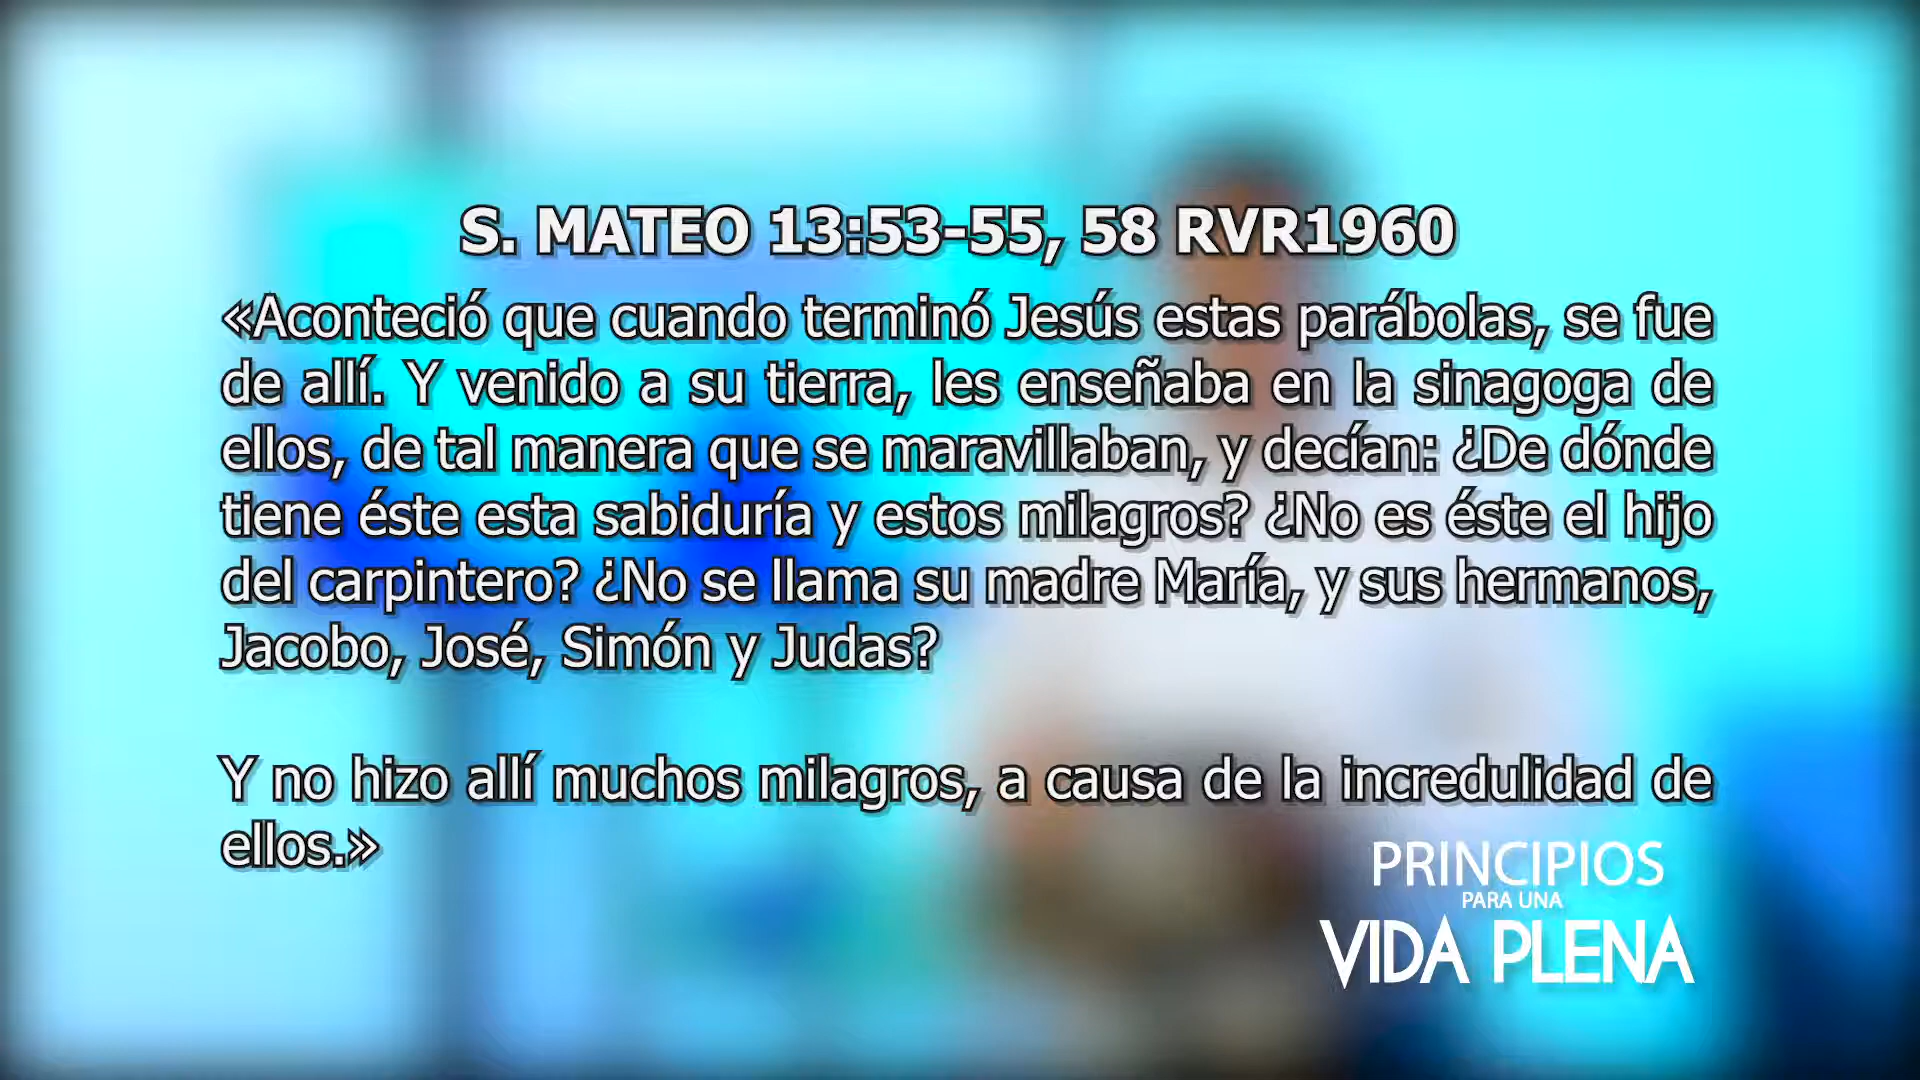 S. MATEO 13:53-55, 58 RVR1960
«Aconteció que cuando terminó Jesús estas parábolas, se fue
de allí. Y venido a su tierra, les enseñaba en la sinagoga de
ellos, de tal manera que se maravillaban, y decían: ¿De dónde
tiene éste esta sabiduría y estos milagros? ¿No es éste el hijo
del carpintero? ¿No se llama su madre María, y sus hermanos,
Jacobo, José, Simón y Judas?
Y no hizo allí muchos milagros, a causa de la incredulidad de
ellos.»
PRINCIPIOS
PARA UNA
VIDA PLENA